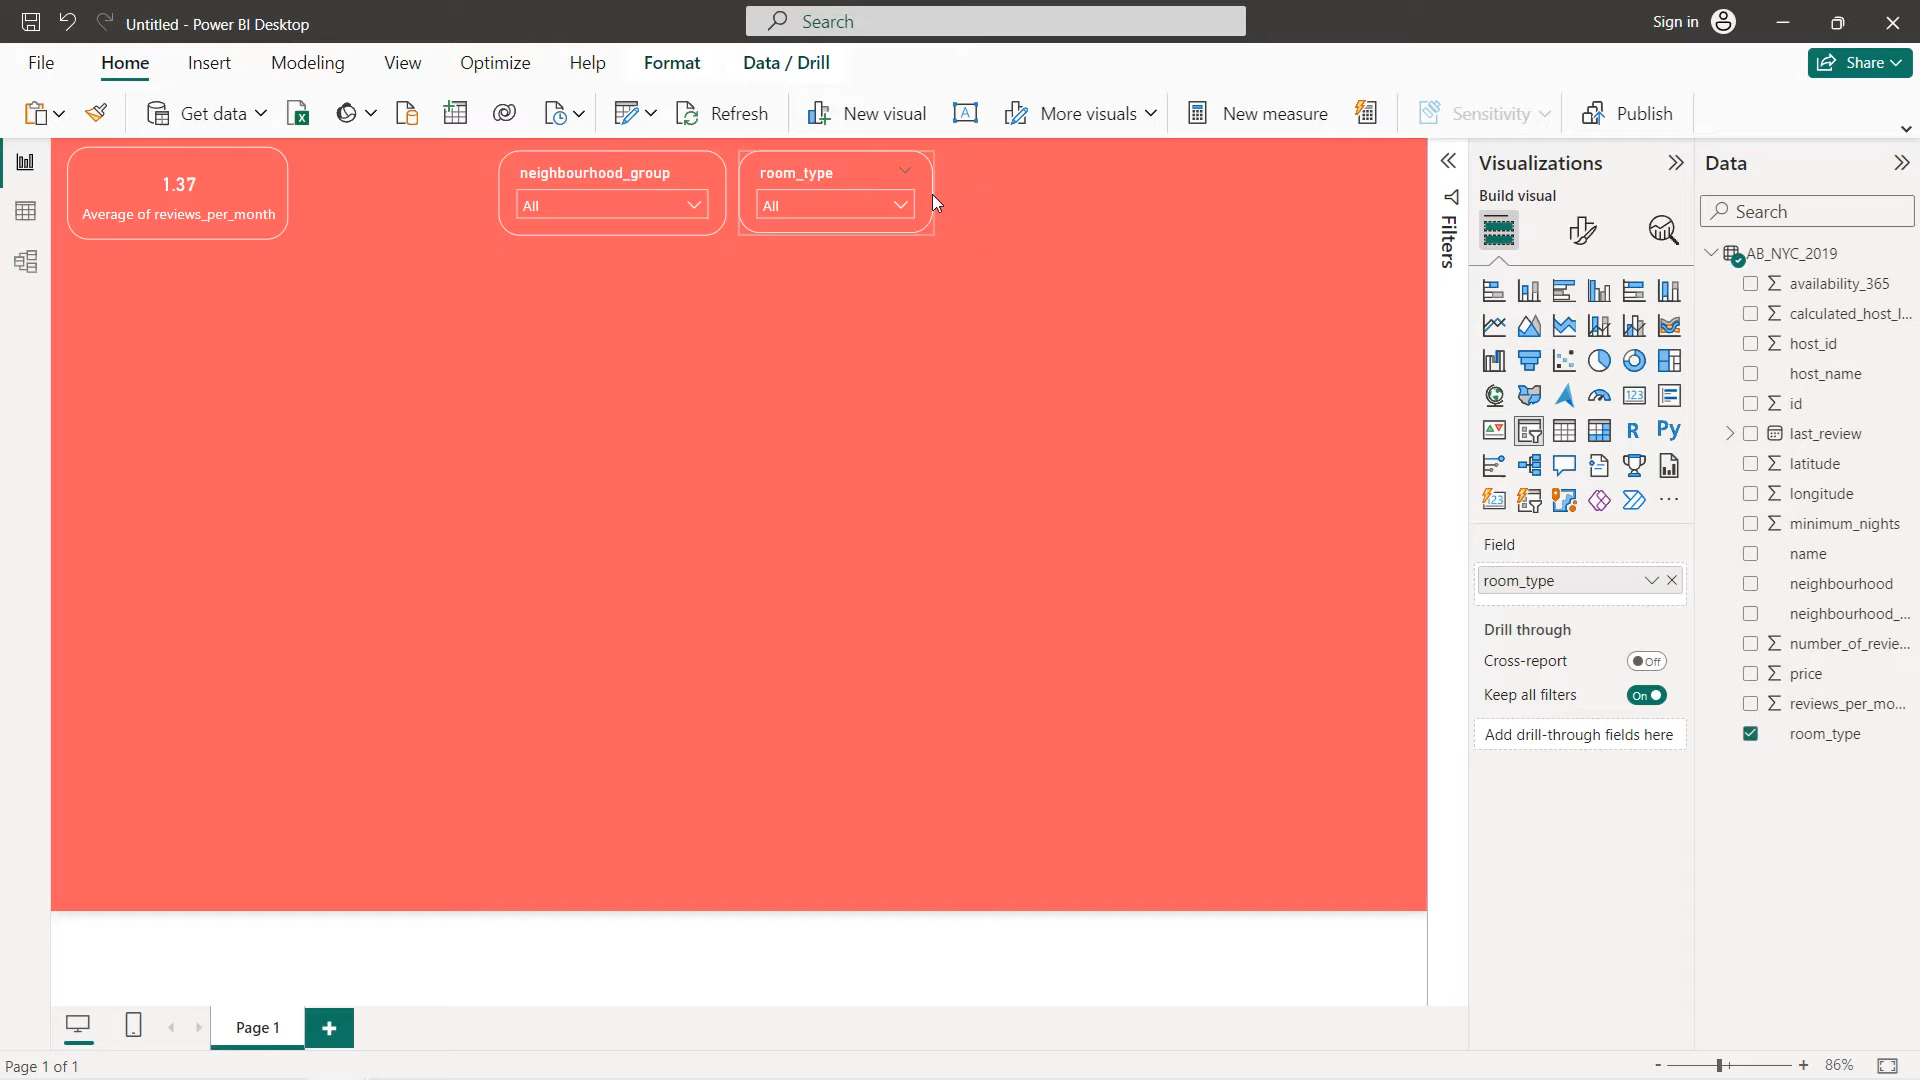 Untitled - Power BI Desktop
Search
Sign in
File
Home
Insert
Modeling
View
Optimize
Help
Format
Data / Drill
Share
Get data
Refresh
New visual
More visuals
New measure
Sensitivity
Publish
1.37
Average of reviews_per_month
neighbourhood_group
All
room_type
All
Filters
Visualizations
Build visual
123
R
Py
123
Field
room_type
Drill through
Cross-report
Off
Keep all filters
On
Add drill-through fields here
Data
Search
AB_NYC_2019
availability_365
calculated_host_l...
host_id
host_name
id
last_review
latitude
longitude
minimum_nights
name
neighbourhood
neighbourhood_...
number_of_revie...
price
reviews_per_mo...
room_type
Page 1
Page 1 of 1
86%